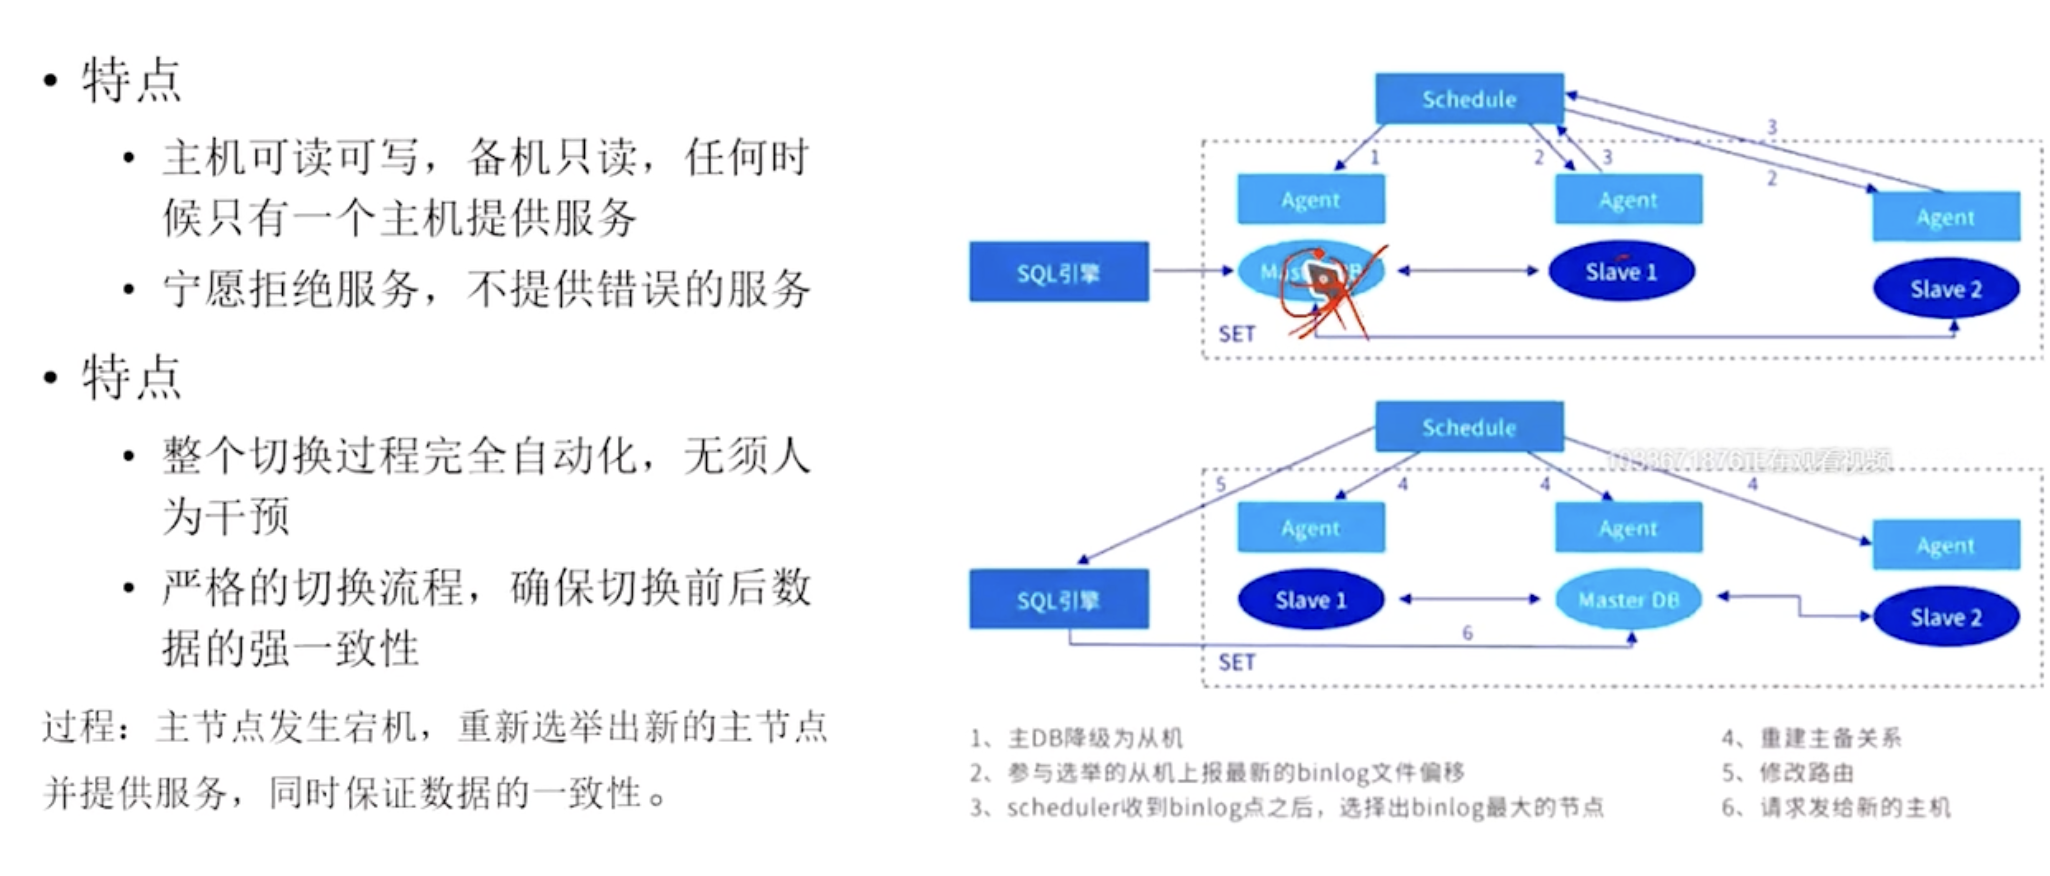 • 特点
• 主机可读可写，备机只读，任何时
候只有一个主机提供服务
• 宁愿拒绝服务，不提供错误的服务
• 特点
• 整个切换过程完全自动化，无须人
为干预
• 严格的切换流程，确保切换前后数
据的强一致性
过程：主节点发生宕机，重新选举出新的主节点
并提供服务，同时保证数据的一致性。
Schedule
3
1
2
3
2
Agent
Agent
Agent
SQL引擎
Slave 1
Slave 2
SET
Schedule
正在观看视频
5
4
4
4
Agent
Agent
Agent
SQL引擎
Slave 1
Master DB
Slave 2
6
SET
1、主DB降级为从机
2、参与选举的从机上报最新的binlog文件偏移
3、scheduler收到binlog点之后，选择出binlog最大的节点
4、重建主备关系
5、修改路由
6、请求发给新的主机